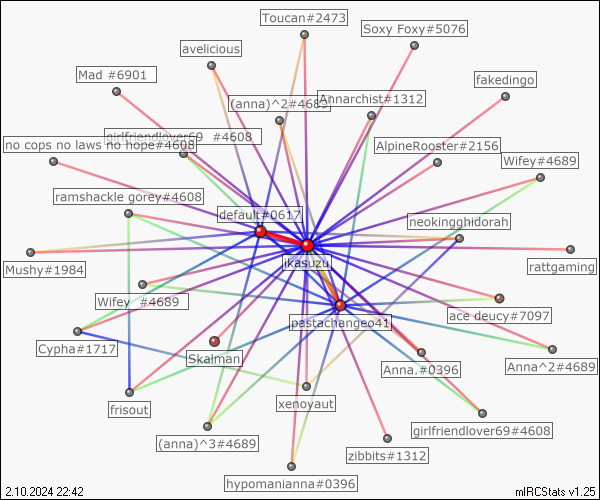 Toucan#2473
Soxy Foxy#5076
avelicious
Mad #6901
fakedingo
(anna)^2#4689
Annarchist#1312
girlfriendlover69 #4608
no cops no laws no hope#4608
AlpineRooster#2156
Wifey#4689
ramshackle gorey#4608
default#0617
neokingghidorah
ikasuzu
Mushy#1984
rattgaming
Wifey #4689
ace deucy#7097
pastachangeo41
Cypha#1717
Skalman
Anna.#0396
Anna^2#4689
frisout
xenoyaut
girlfriendlover69#4608
(anna)^3#4689
zibbits#1312
hypomanianna#0396
2.10.2024 22:42
mIRCStats v1.25